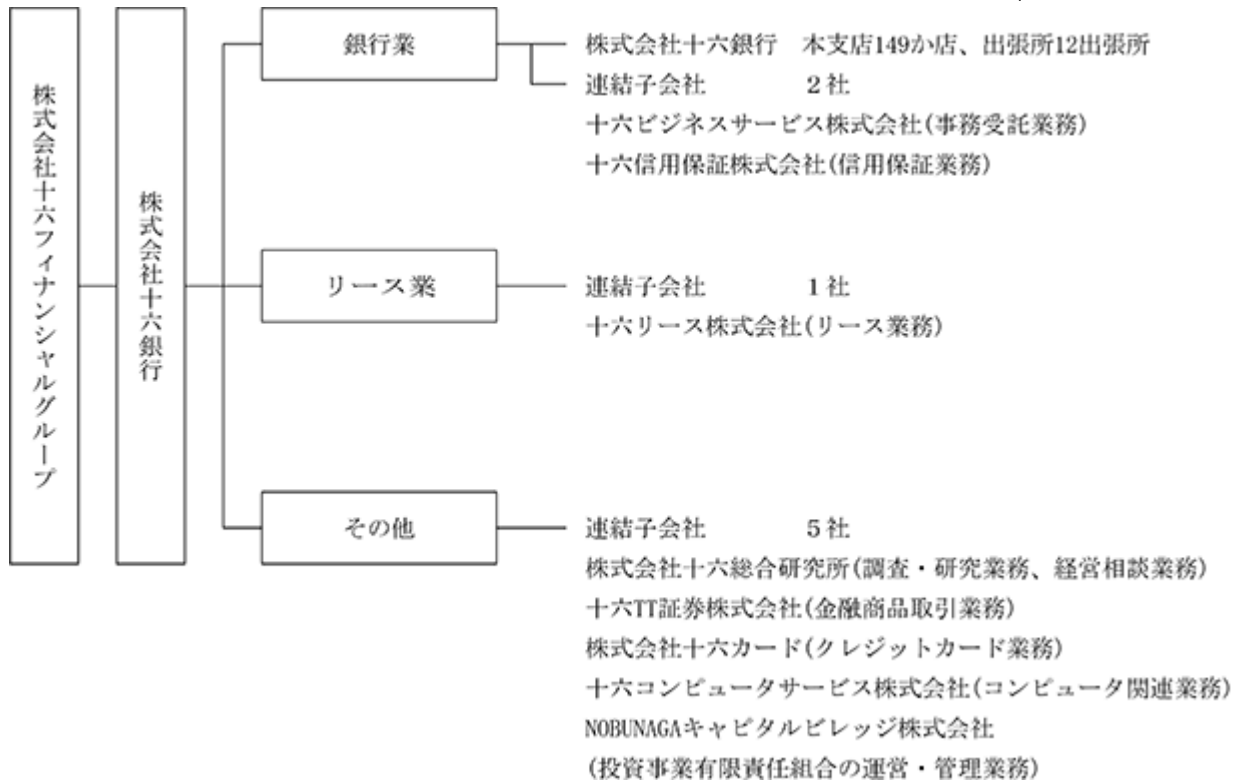 株式会社十六フィナンシャルグループ
株式会社十六銀行
銀行業
株式会社十六銀行　本支店149か店、出張所12出張所
連結子会社　　　　2社
十六ビジネスサービス株式会社(事務受託業務)
十六信用保証株式会社(信用保証業務)
リース業
連結子会社　　　　1社
十六リース株式会社(リース業務)
その他
連結子会社　　　　5社
株式会社十六総合研究所(調査・研究業務、経営相談業務)
十六TT証券株式会社(金融商品取引業務)
株式会社十六カード(クレジットカード業務)
十六コンピュータサービス株式会社(コンピュータ関連業務)
NOBUNAGAキャピタルビレッジ株式会社
(投資事業有限責任組合の運営・管理業務)